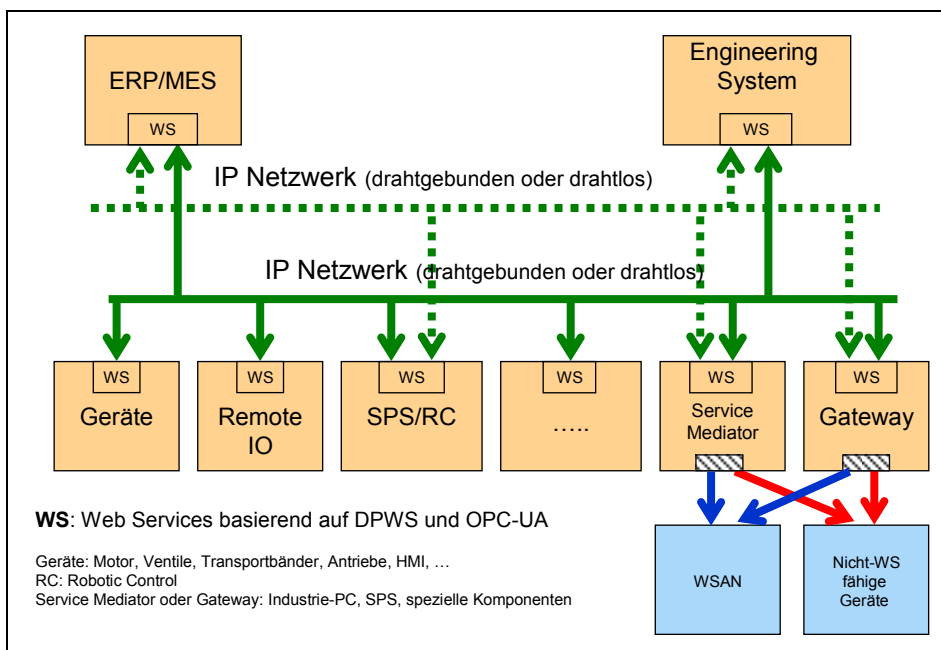 ERP/MES
WS
Engineering
System
WS
IP Netzwerk (drahtgebunden oder drahtlos)
IP Netzwerk (drahtgebunden oder drahtlos)
WS
Geräte
WS
Remote
IO
WS
SPS/RC
WS
…..
WS
Service
Mediator
WS
Gateway
WS: Web Services basierend auf DPWS und OPC-UA
Geräte: Motor, Ventile, Transportbänder, Antriebe, HMI, …
RC: Robotic Control
Service Mediator oder Gateway: Industrie-PC, SPS, spezielle Komponenten
WSAN
Nicht-WS
fähige
Geräte